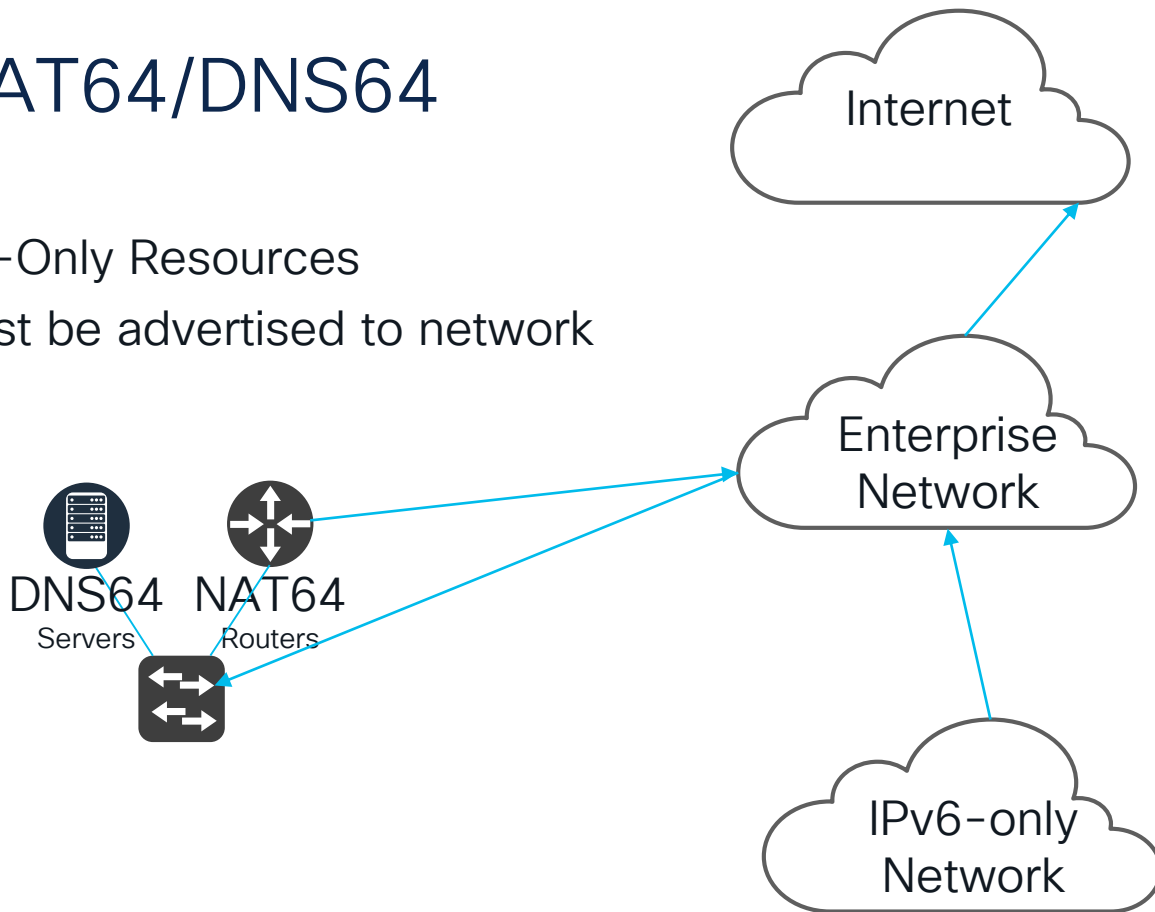 AT64/DNS64
Internet
-Only Resources
st be advertised to network
Enterprise
Network
DNS64 NAT64
Servers Routers
IPv6-only
Network